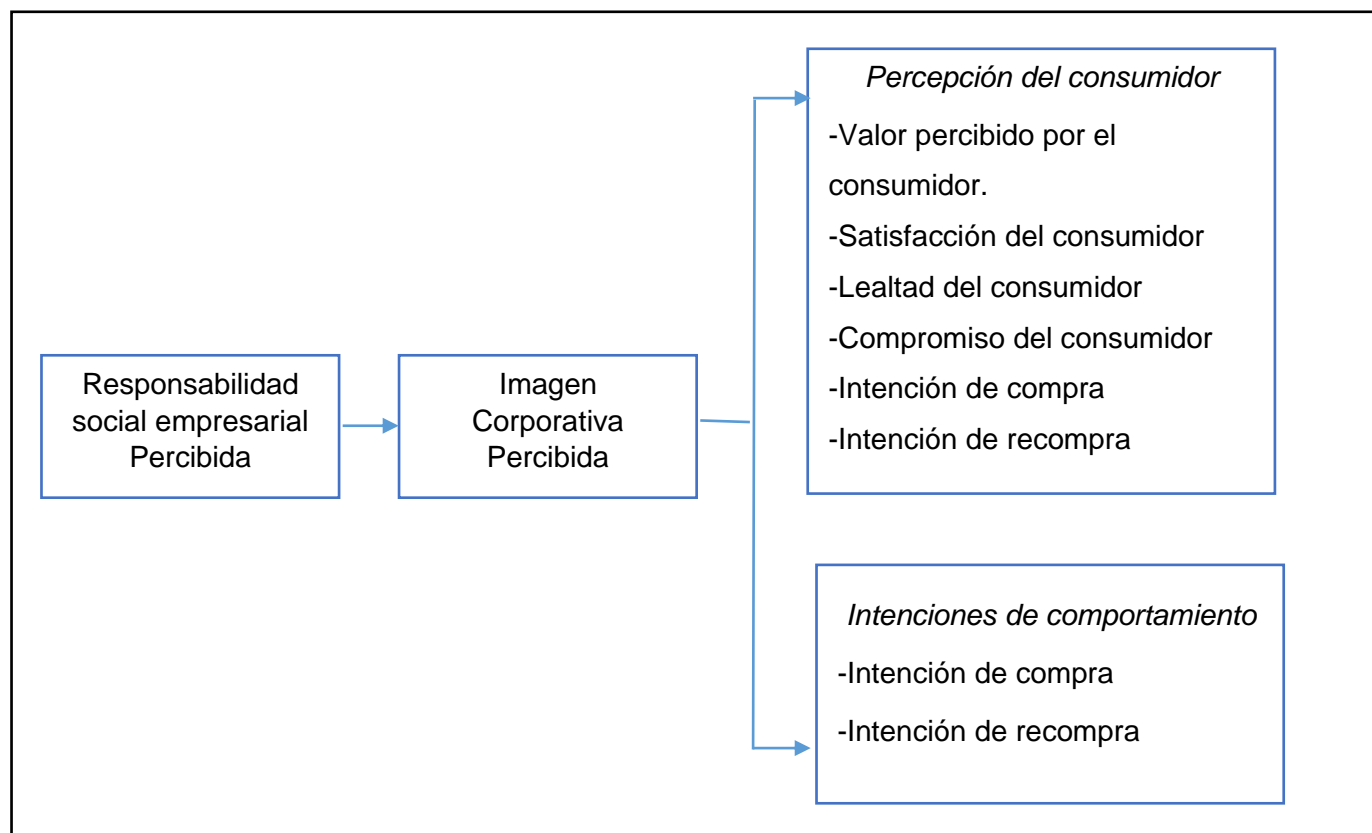 Responsabilidad
social empresarial
Percibida
Imagen
Corporativa
Percibida
Percepción del consumidor
-Valor percibido por el
consumidor.
-Satisfacción del consumidor
-Lealtad del consumidor
-Compromiso del consumidor
-Intención de compra
-Intención de recompra
Intenciones de comportamiento
-Intención de compra
-Intención de recompra